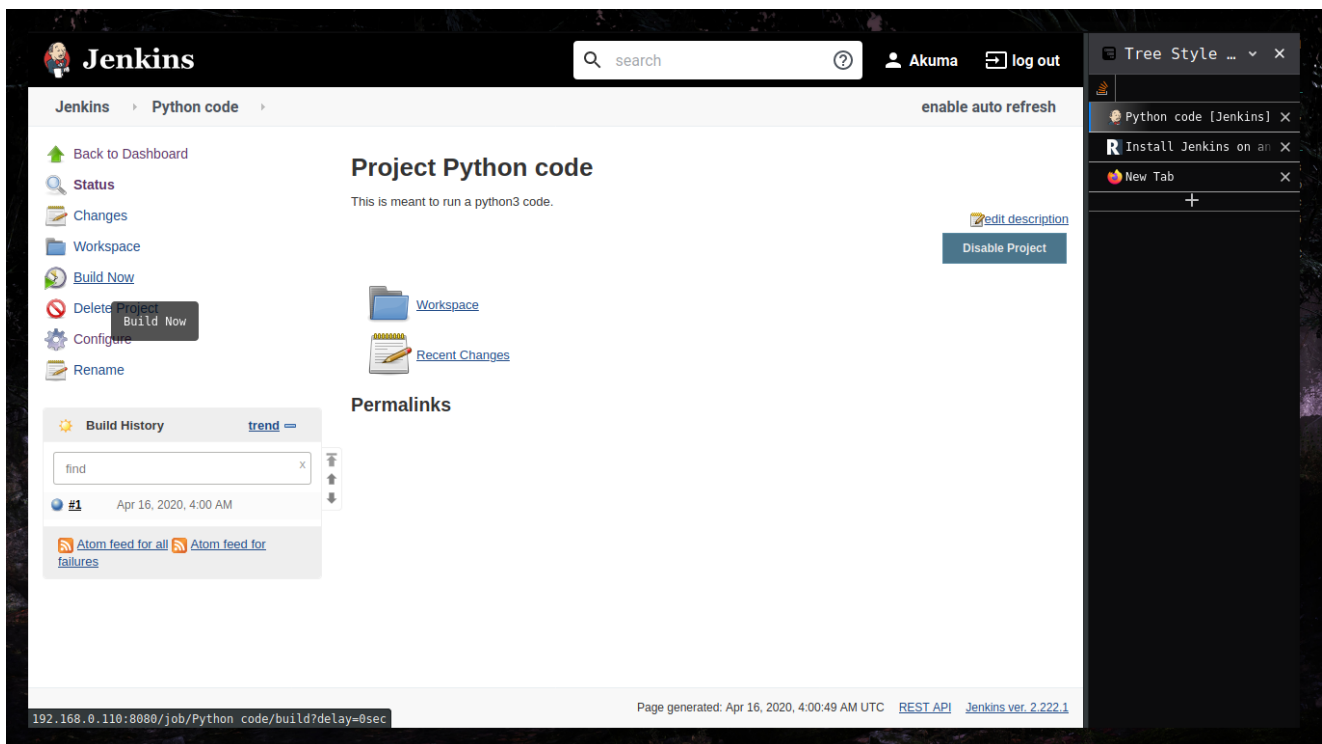 Jenkins
search
Akuma
log out
Tree Style …
Jenkins Python code
enable auto refresh
Python code [Jenkins]
Install Jenkins on an
New Tab
Back to Dashboard
Status
Changes
Workspace
Build Now
Delete Project
Build Now
Configure
Rename
Project Python code
This is meant to run a python3 code.
edit description
Disable Project
Workspace
Recent Changes
Permalinks
Build History trend
find x
#1 Apr 16, 2020, 4:00 AM
Atom feed for all Atom feed for
failures
Page generated: Apr 16, 2020, 4:00:49 AM UTC REST API Jenkins ver. 2.222.1
192.168.0.110:8080/job/Python code/build?delay=0sec